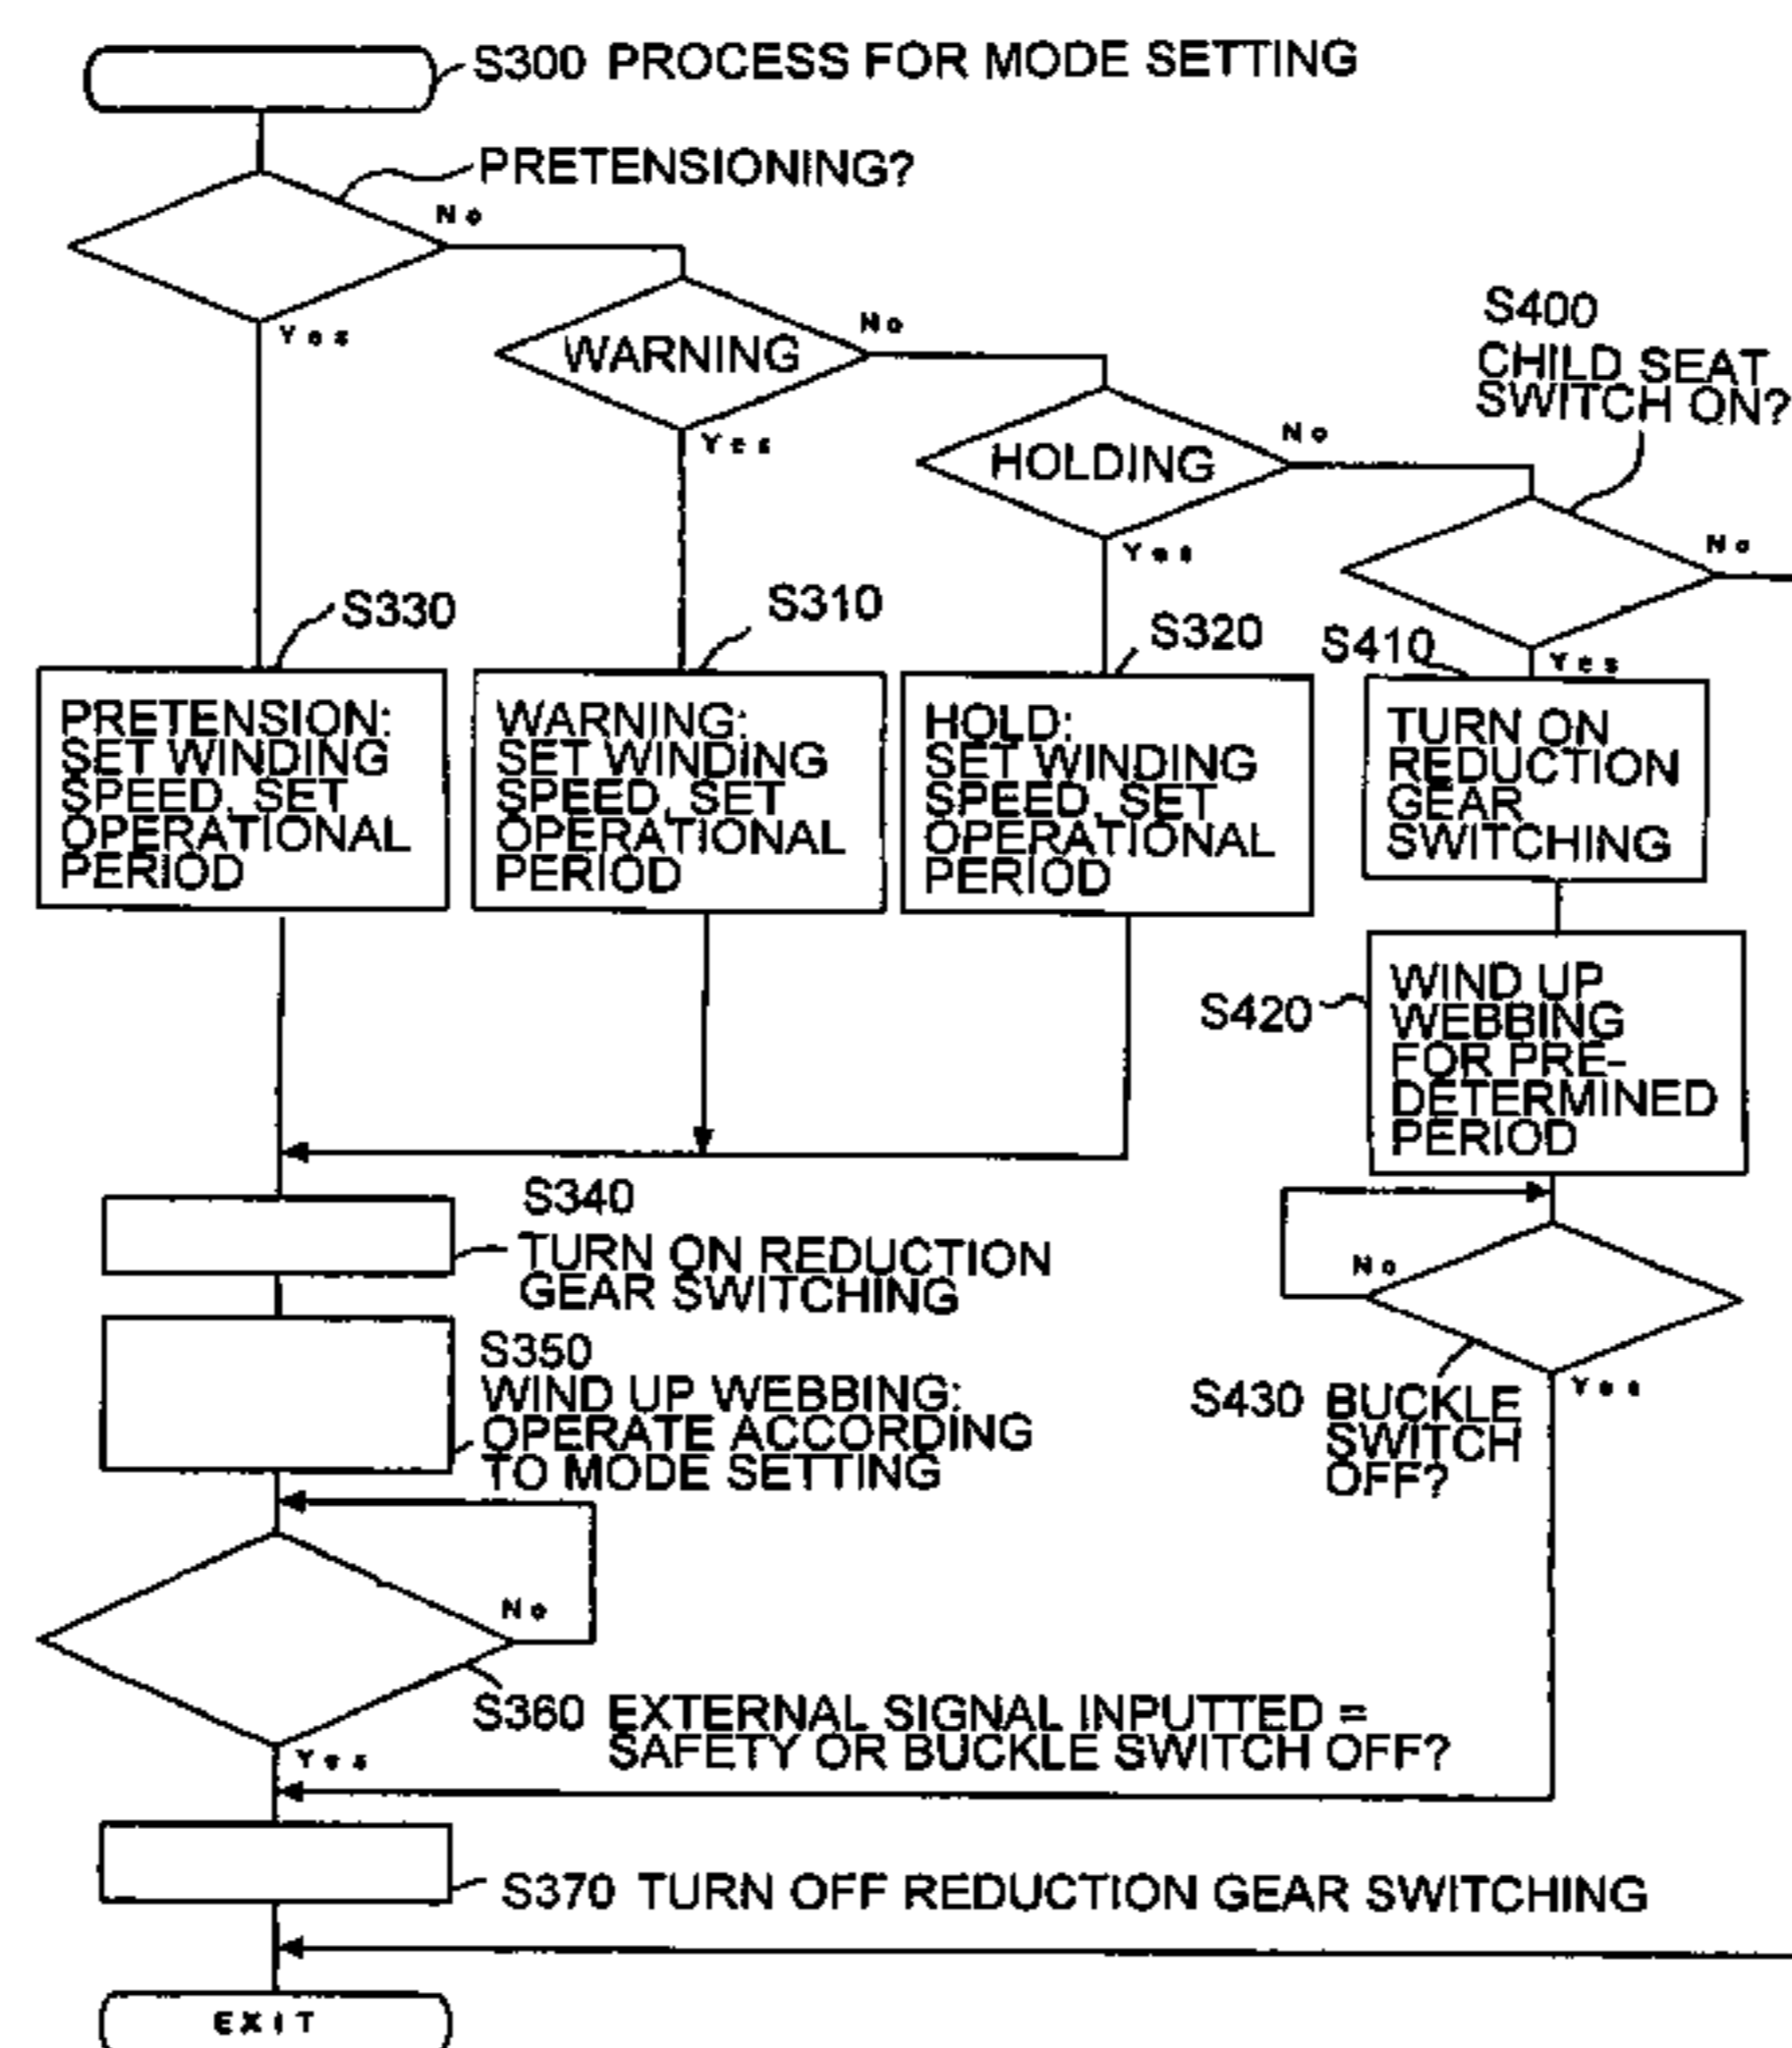 S300 PROCESS FOR MODE SETTING
PRETENSIONING?
No
Yes
WARNING
No
Yes
HOLDING
No
Yes
S400
CHILD SEAT
SWITCH ON?
No
Yes
S330
PRETENSION:
SET WINDING
SPEED, SET
OPERATIONAL
PERIOD
S310
WARNING:
SET WINDING
SPEED, SET
OPERATIONAL
PERIOD
S320
HOLD:
SET WINDING
SPEED, SET
OPERATIONAL
PERIOD
S410
TURN ON
REDUCTION
GEAR
SWITCHING
S420
WIND UP
WEBBING
FOR PRE-
DETERMINED
PERIOD
S340
TURN ON REDUCTION
GEAR SWITCHING
S350
WIND UP WEBBING:
OPERATE ACCORDING
TO MODE SETTING
No
Yes
S430 BUCKLE
SWITCH
OFF?
No
S360 EXTERNAL SIGNAL INPUTTED =
SAFETY OR BUCKLE SWITCH OFF?
Yes
S370 TURN OFF REDUCTION GEAR SWITCHING
EXIT